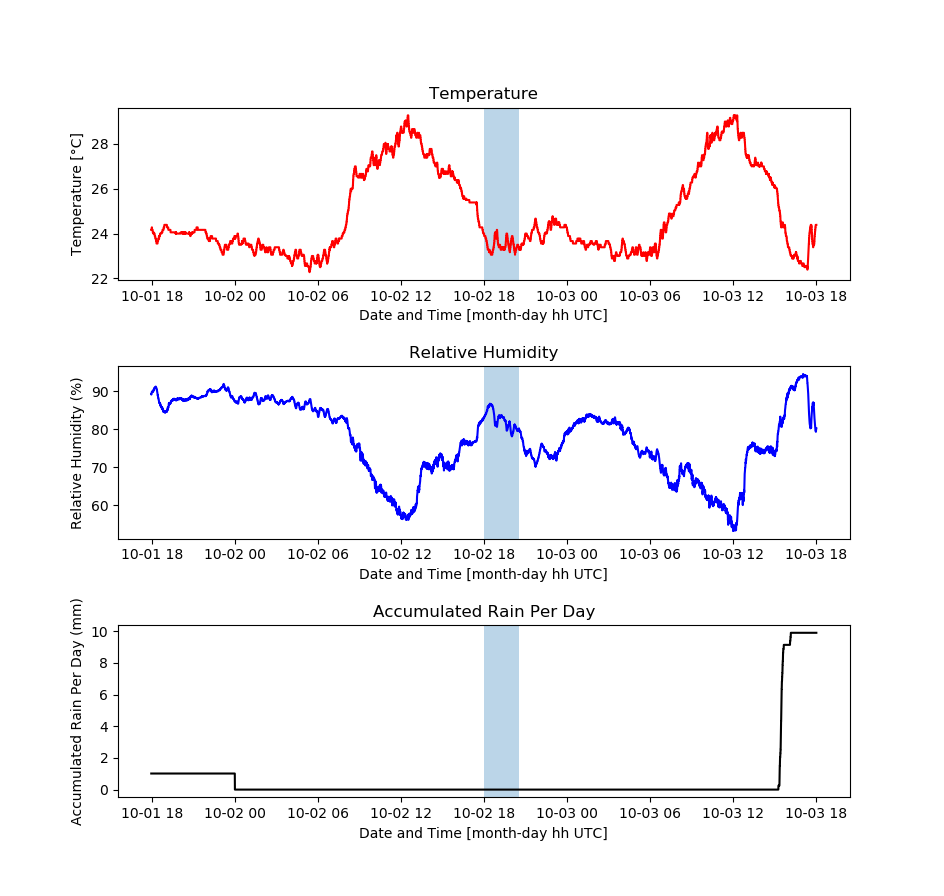 Temperature
Temperature [°C]
28
26
24
22
10-01 18 10-02 00 10-02 06 10-02 12 10-02 18 10-03 00 10-03 06 10-03 12 10-03 18
Date and Time [month-day hh UTC]
Relative Humidity
Relative Humidity (%)
90
80
70
60
10-01 18 10-02 00 10-02 06 10-02 12 10-02 18 10-03 00 10-03 06 10-03 12 10-03 18
Date and Time [month-day hh UTC]
Accumulated Rain Per Day
Accumulated Rain Per Day (mm)
10
8
6
4
2
0
10-01 18 10-02 00 10-02 06 10-02 12 10-02 18 10-03 00 10-03 06 10-03 12 10-03 18
Date and Time [month-day hh UTC]